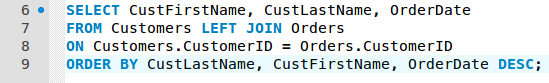 6 SELECT CustFirstName, CustLastName, OrderDate
7 FROM Customers LEFT JOIN Orders
8 ON Customers.CustomerID = Orders.CustomerID
9 ORDER BY CustLastName, CustFirstName, OrderDate DESC;